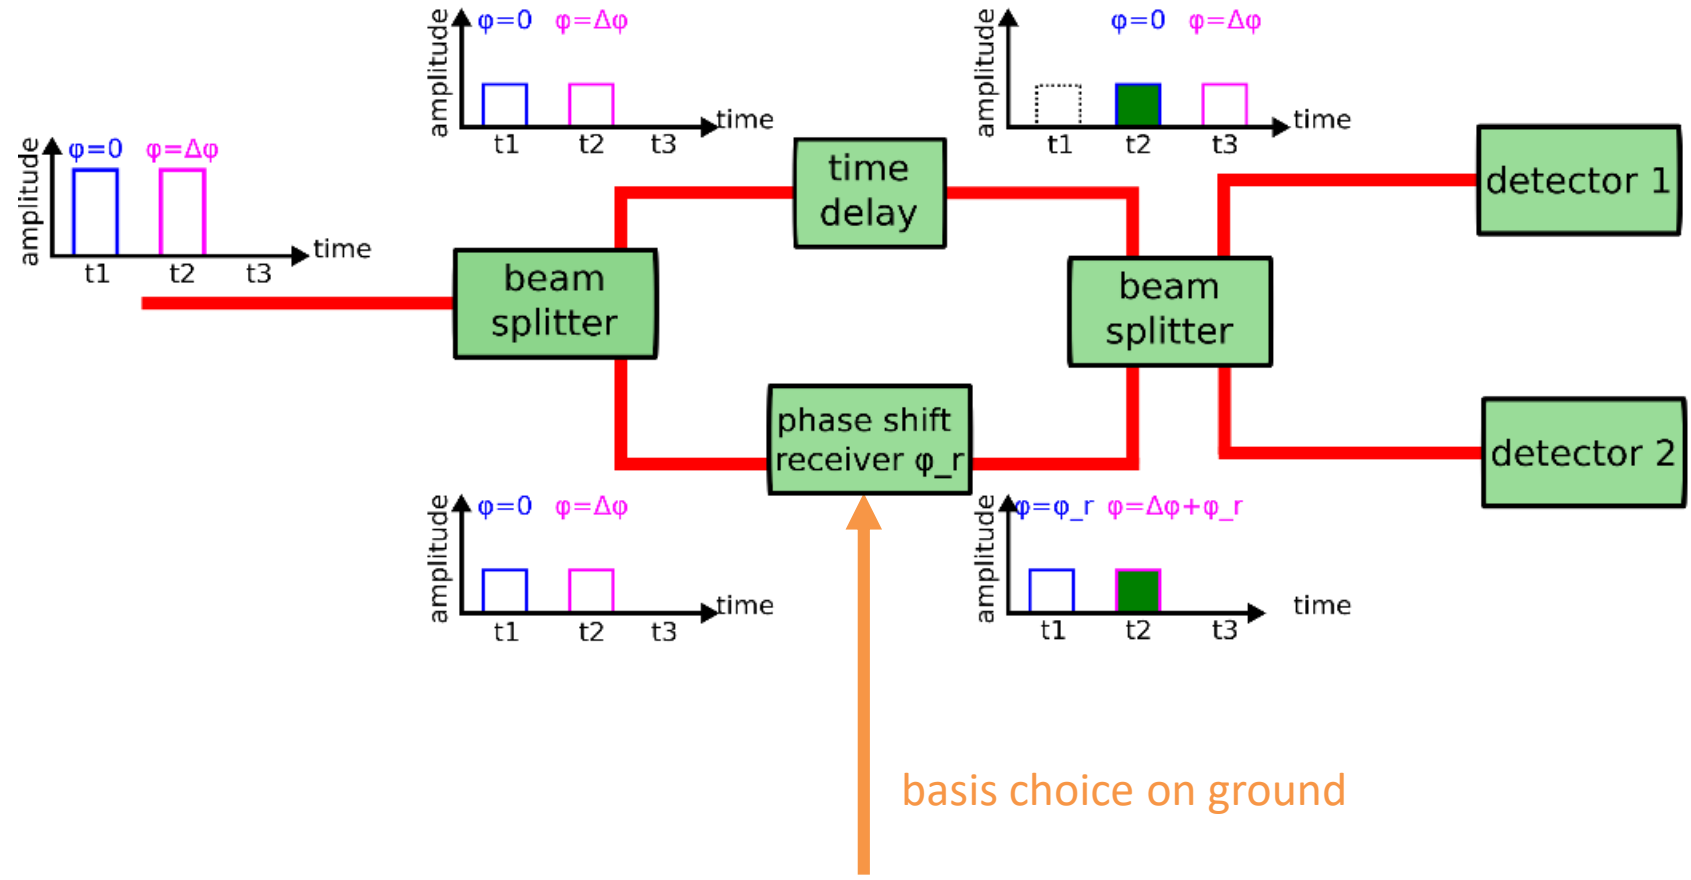 φ=0 φ=Δφ
amplitude
time
t1 t2 t3
φ=0 φ=Δφ
amplitude
time
t1 t2 t3
φ=0 φ=Δφ
amplitude
time
t1 t2 t3
time
delay
beam
splitter
beam
splitter
detector 1
phase shift
receiver φ_r
detector 2
φ=0 φ=Δφ
amplitude
time
t1 t2 t3
φ=φ_r φ=Δφ+φ_r
amplitude
time
t1 t2 t3
basis choice on ground